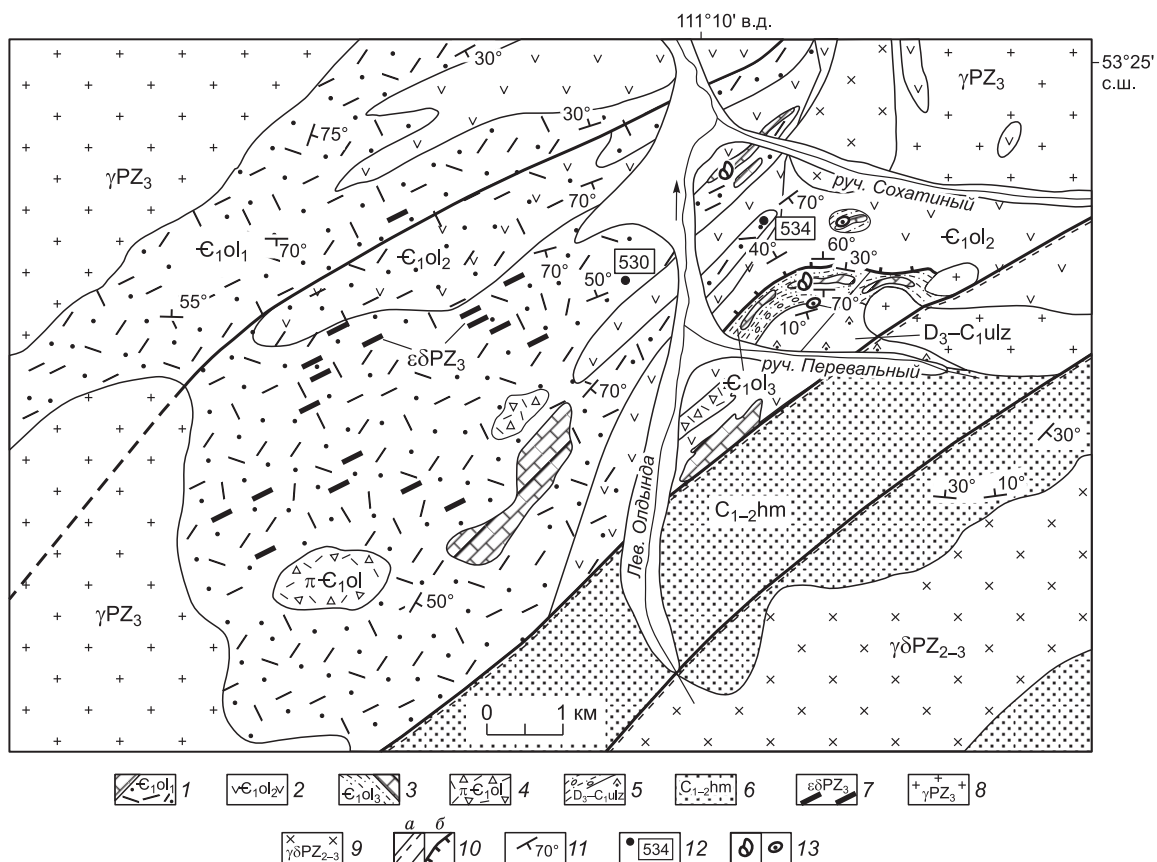 111°10' в.д.
53°25'
с.ш.
30°
γPZ₃
30°
75°
γPZ₃
руч. Сохатиный
70°
70°
534
Є₁ol₂
Є₁ol₁
70°
Є₁ol₂
40°
60°
30°
70°
530
50°
55°
70°
10°
D₃–C₁ulz
εδPZ₃
руч. Перевальный
Є₁ol₃
70°
Лев. Олдында
30°
C₁₋₂hm
30°
10°
π-Є₁ol
50°
γPZ₃
γδPZ₂₋₃
0 1 км
Є₁ol₁ 1
Є₁ol₂ 2
Є₁ol₃ 3
π-Є₁ol 4
D₃–C₁ulz 5
C₁₋₂hm 6
εδPZ₃ 7
γPZ₃ 8
γδPZ₂₋₃ 9
а б 10
70° 11
534 12
13